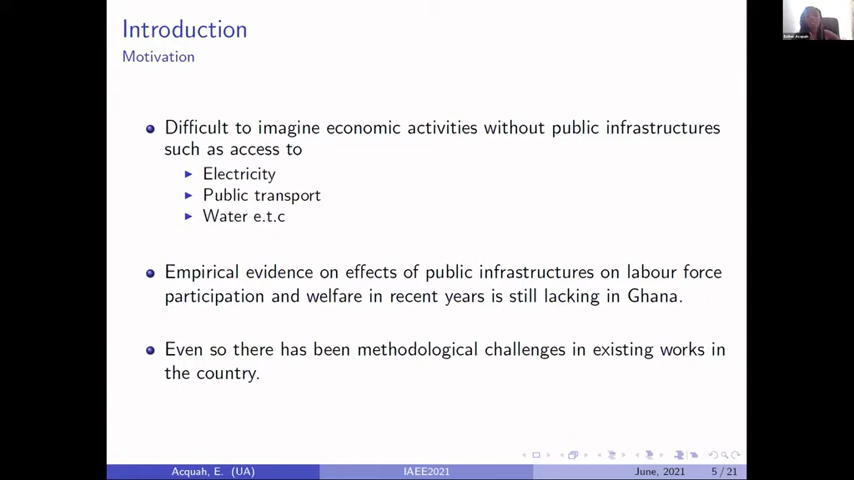 Introduction
Motivation
Difficult to imagine economic activities without public infrastructures
such as access to
Electricity
Public transport
Water e.t.c
Empirical evidence on effects of public infrastructures on labour force
participation and welfare in recent years is still lacking in Ghana.
Even so there has been methodological challenges in existing works in
the country.
Acquah, E. (UA) IAEE2021 June, 2021 5 / 21
Esther Acquah